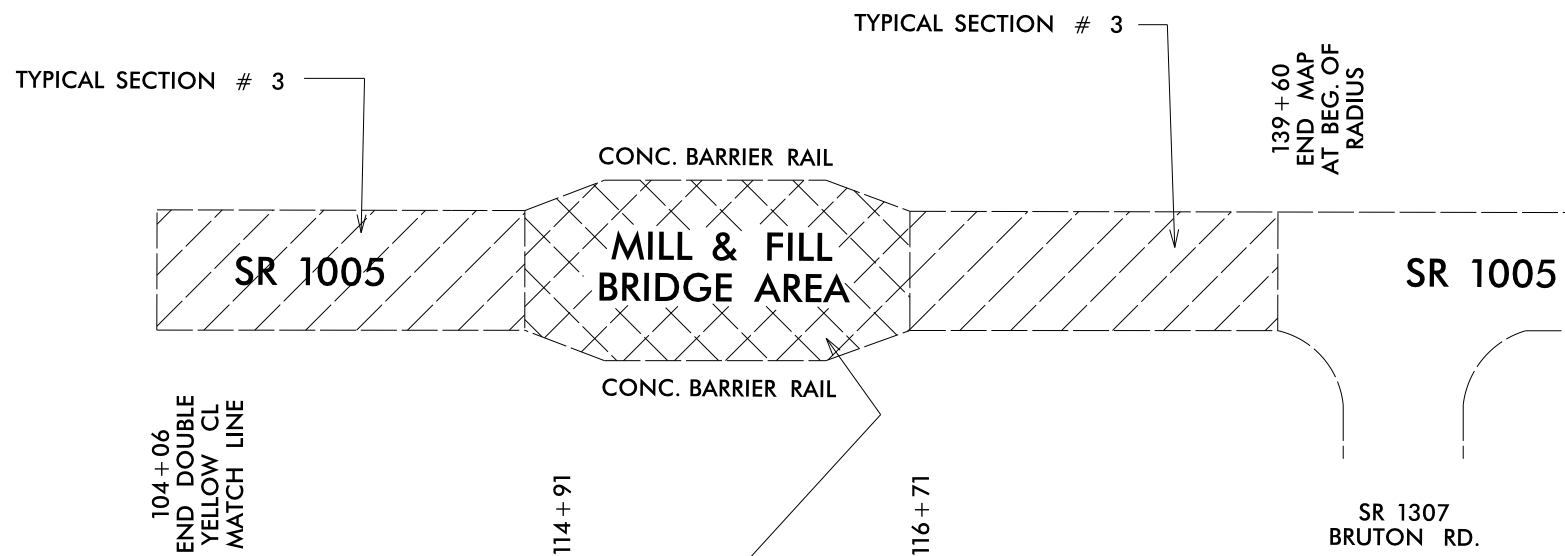 TYPICAL SECTION # 3
TYPICAL SECTION # 3
139+60
END MAP
AT BEG. OF
RADIUS
CONC. BARRIER RAIL
SR 1005
MILL & FILL
BRIDGE AREA
SR 1005
CONC. BARRIER RAIL
104+06
END DOUBLE
YELLOW CL
MATCH LINE
114+91
116+71
SR 1307
BRUTON RD.